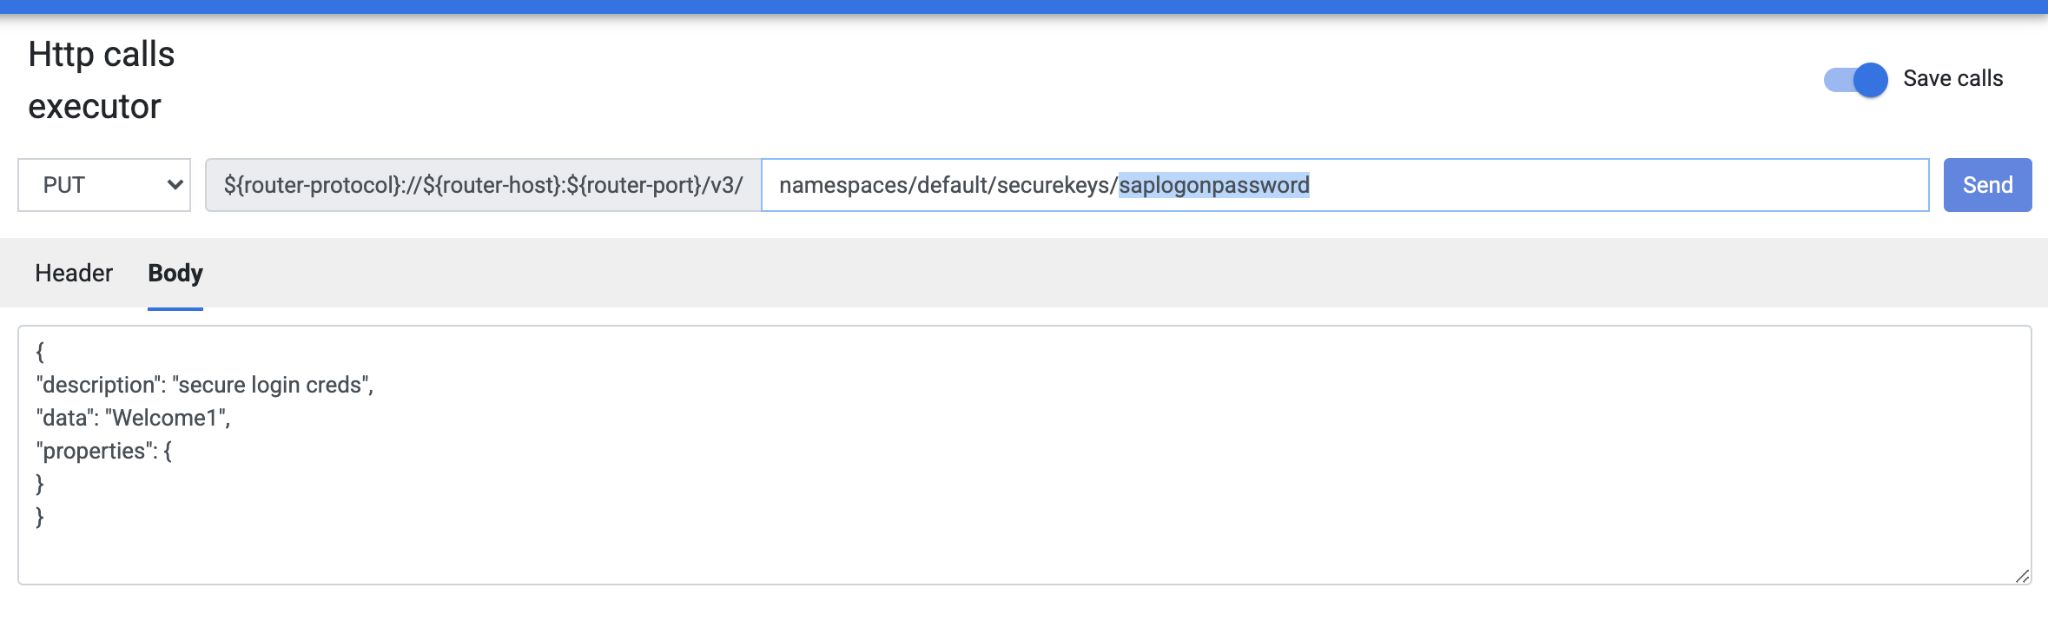 Http calls
executor
Save calls
PUT
${router-protocol}://${router-host}:${router-port}/v3/
namespaces/default/securekeys/saplogonpassword
Send
Header
Body
{
"description": "secure login creds",
"data": "Welcome1",
"properties": {
}
}